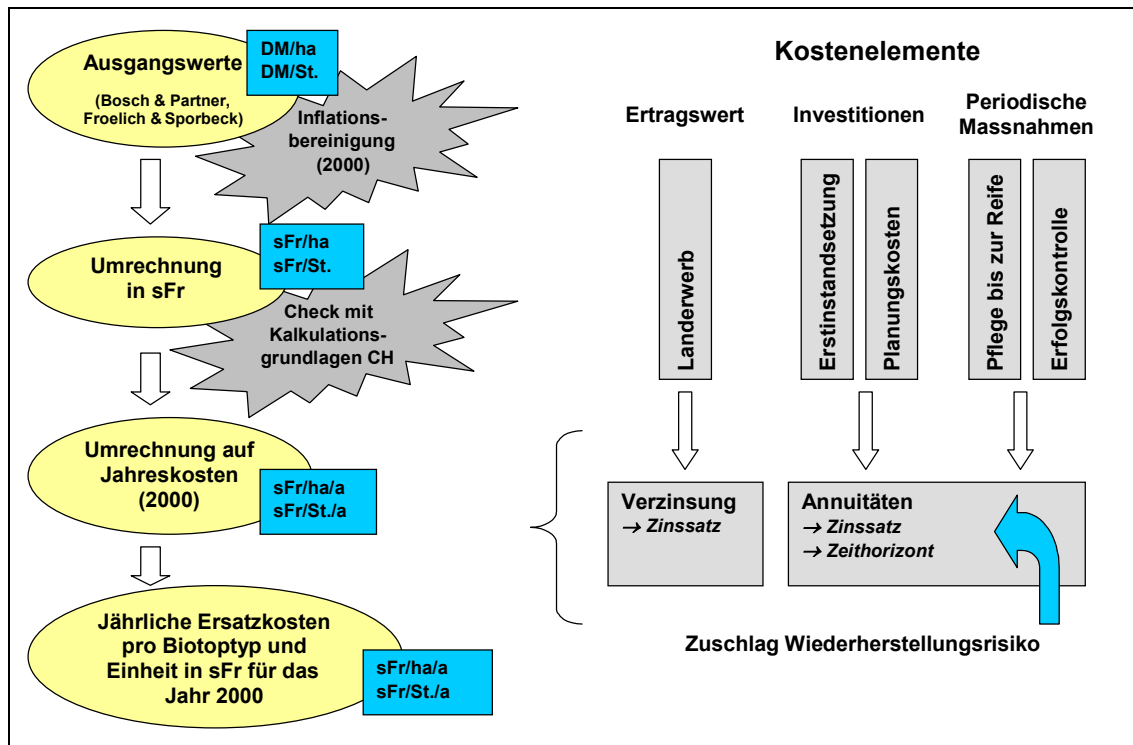 Ausgangswerte
(Bosch & Partner,
Froelich & Sporbeck)
DM/ha
DM/St.
Inflations-
bereinigung
(2000)
Umrechnung
in sFr
sFr/ha
sFr/St.
Check mit
Kalkulations-
grundlagen CH
Umrechnung auf
Jahreskosten
(2000)
sFr/ha/a
sFr/St./a
Jährliche Ersatzkosten
pro Biotoptyp und
Einheit in sFr für das
Jahr 2000
sFr/ha/a
sFr/St./a
Kostenelemente
Ertragswert
Investitionen
Periodische
Massnahmen
Landerwerb
Erstinstandsetzung
Planungskosten
Pflege bis zur Reife
Erfolgskontrolle
Verzinsung
→ Zinssatz
Annuitäten
→ Zinssatz
→ Zeithorizont
Zuschlag Wiederherstellungsrisiko